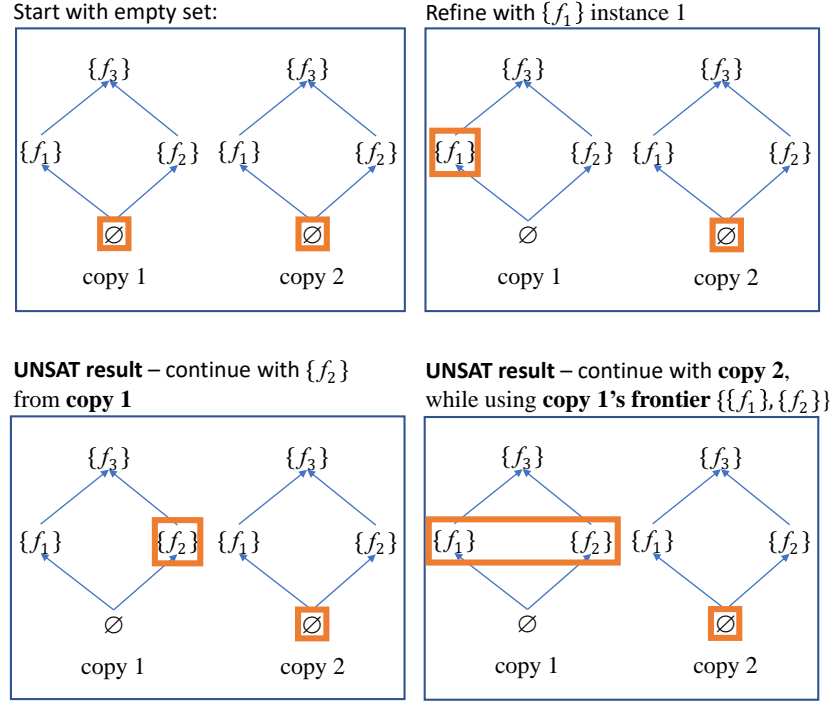 Start with empty set:
{f₃} {f₃}
{f₁} {f₂} {f₁} {f₂}
∅ ∅
copy 1 copy 2
Refine with {f₁} instance 1
{f₃} {f₃}
{f₁} {f₂} {f₁} {f₂}
∅ ∅
copy 1 copy 2
UNSAT result – continue with {f₂}
from copy 1
{f₃} {f₃}
{f₁} {f₂} {f₁} {f₂}
∅ ∅
copy 1 copy 2
UNSAT result – continue with copy 2,
while using copy 1's frontier {{f₁},{f₂}}
{f₃} {f₃}
{f₁} {f₂} {f₁} {f₂}
∅ ∅
copy 1 copy 2